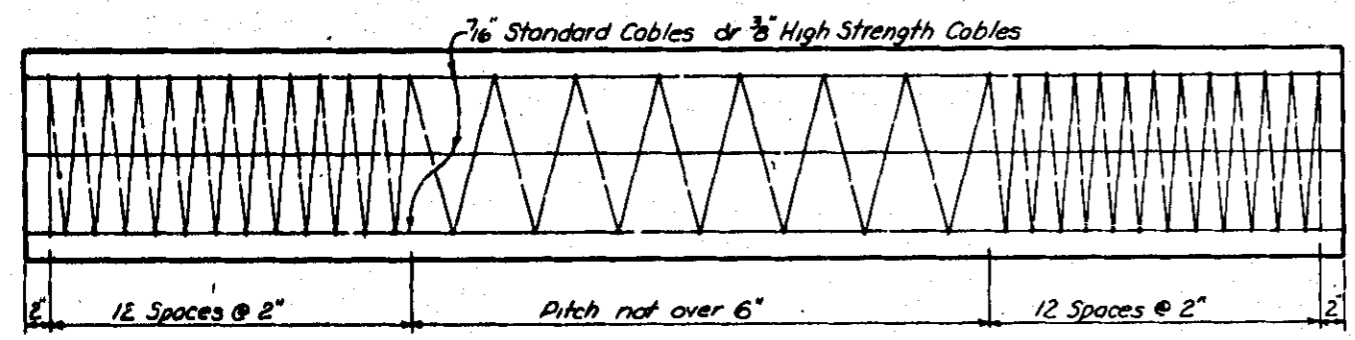 7/16" Standard Cables or 3/8" High Strength Cables
2" 12 Spaces @ 2" Pitch not over 6" 12 Spaces @ 2" 2"